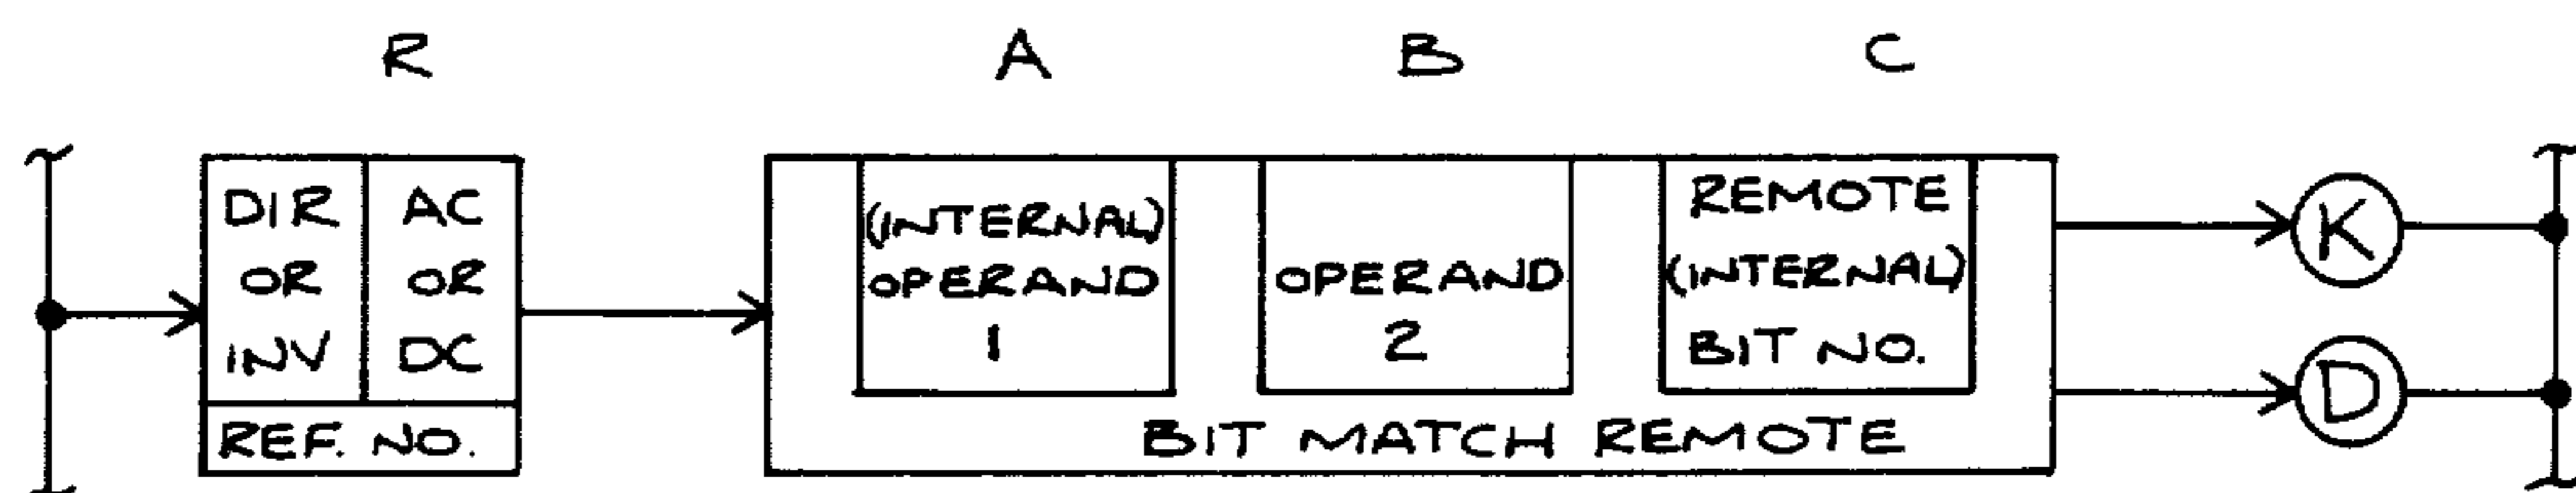 R A B C
DIR OR INV
AC OR DC
REF. NO.
(INTERNAL)
OPERAND
1
OPERAND
2
REMOTE
(INTERNAL)
BIT NO.
BIT MATCH REMOTE
K
D